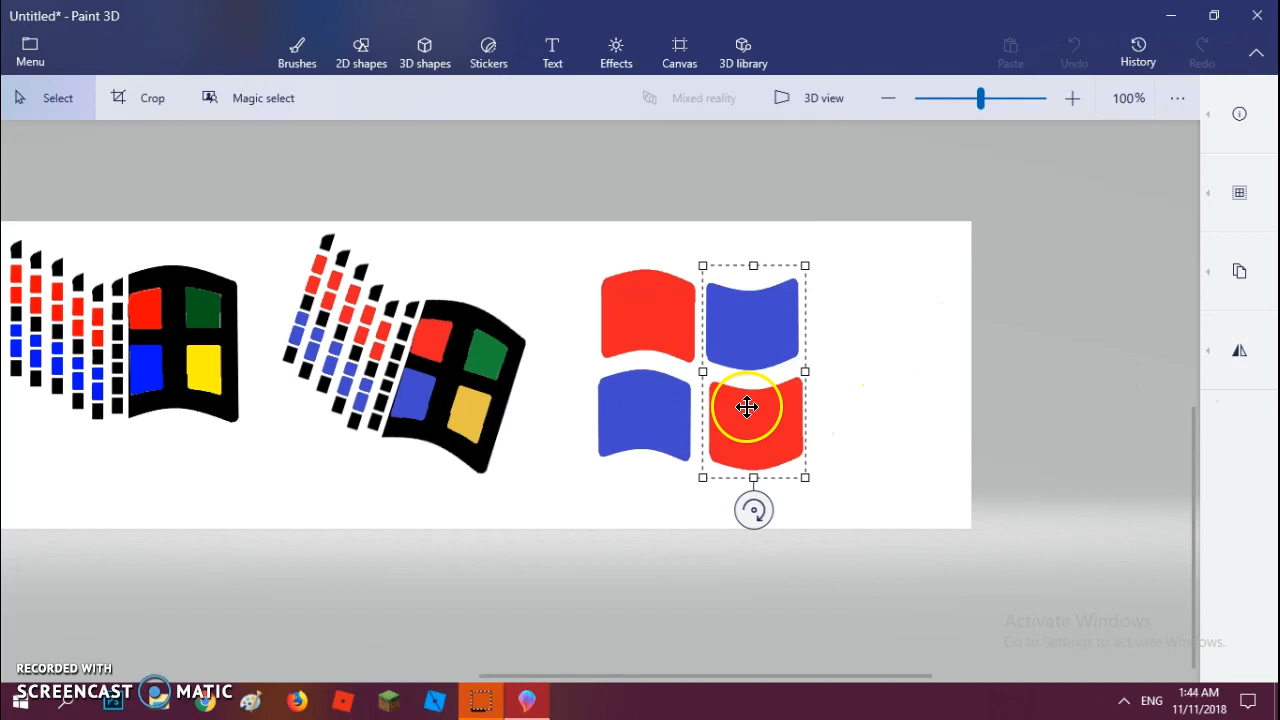 Untitled* - Paint 3D
Menu
Brushes
2D shapes
3D shapes
Stickers
Text
Effects
Canvas
3D library
Paste
Undo
History
Redo
Select
Crop
Magic select
Mixed reality
3D view
100%
Activate Windows
Go to Settings to activate Windows.
RECORDED WITH
SCREENCAST MATIC
Ps
ENG
1:44 AM
11/11/2018